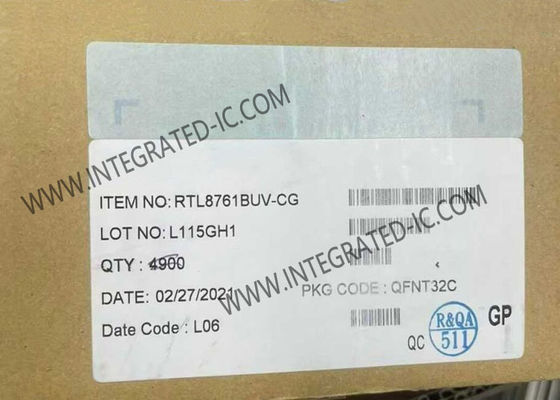 WWW.INTEGRATED-IC.COM
WWW.INTEGRATED-IC.COM
ITEM NO: RTL8761BUV-CG
LOT NO: L115GH1
QTY : 4900
DATE: 02/27/2021
PKG CODE : QFNT32C
Date Code : L06
QC
R&QA
511
GP